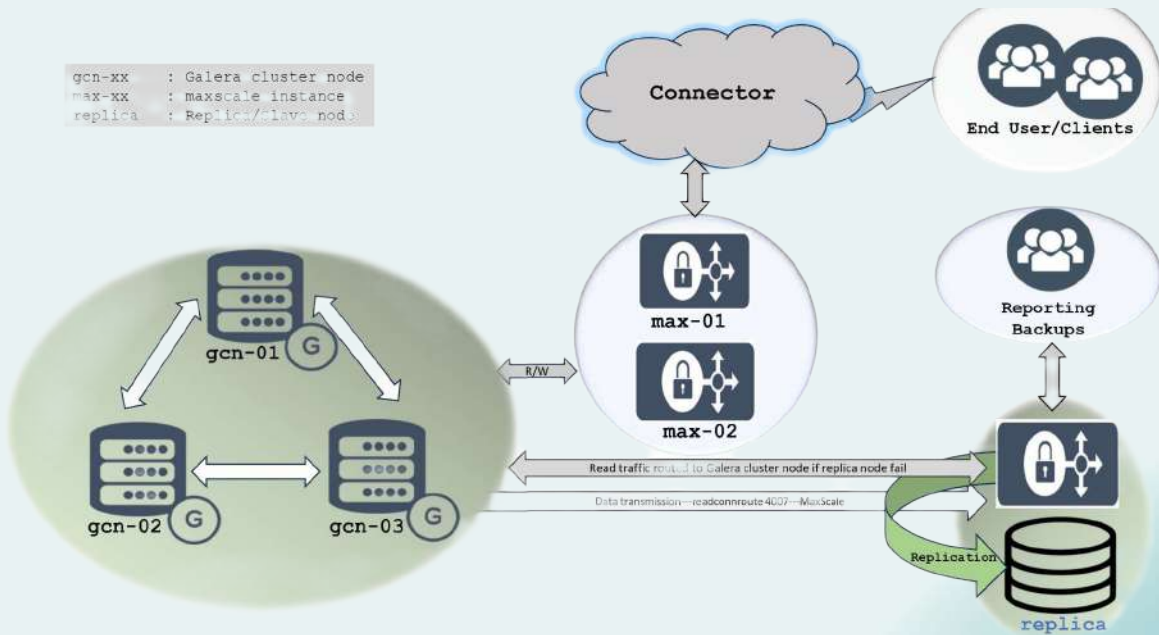 gcn-xx : Galera cluster node
max-xx : maxscale instance
replica : Replica/Slave node
Connector
End User/Clients
max-01
Reporting
Backups
gcn-01
G
R/W
max-02
Read traffic routed to Galera cluster node if replica node fail
Data transmission---readconnroute 4007---MaxScale
gcn-02
G
gcn-03
G
Replication
replica